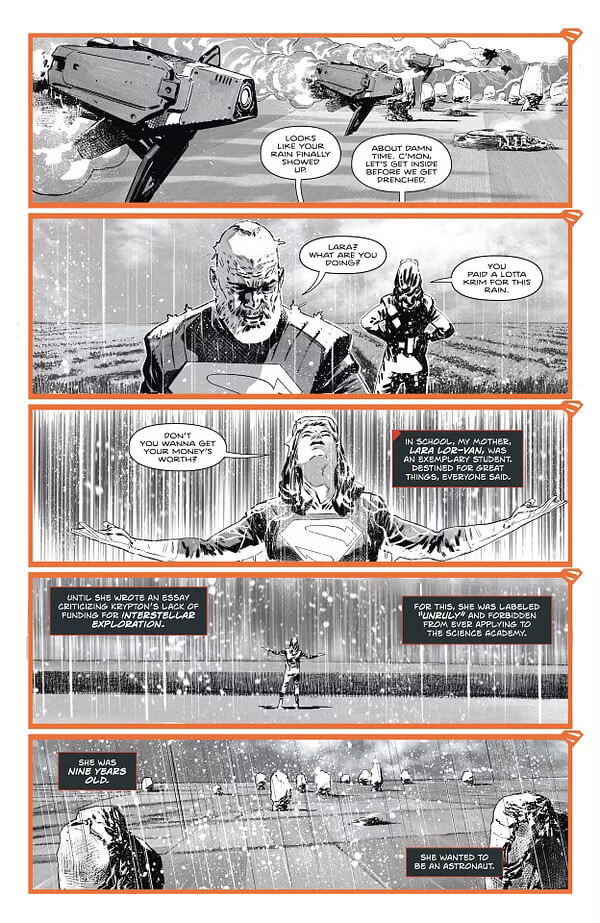 LOOKS
LIKE YOUR
RAIN FINALLY
SHOWED
UP.
ABOUT DAMN
TIME. C'MON,
LET'S GET INSIDE
BEFORE WE GET
DRENCHED.
LARA?
WHAT ARE YOU
DOING?
YOU
PAID A LOTTA
KRIM FOR THIS
RAIN.
DON'T
YOU WANNA GET
YOUR MONEY'S
WORTH?
IN SCHOOL, MY MOTHER,
LARA LOR-VAN, WAS
AN EXEMPLARY STUDENT.
DESTINED FOR GREAT
THINGS, EVERYONE SAID.
UNTIL SHE WROTE AN ESSAY
CRITICIZING KRYPTON'S LACK OF
FUNDING FOR INTERSTELLAR
EXPLORATION.
FOR THIS, SHE WAS LABELED
"UNRULY" AND FORBIDDEN
FROM EVER APPLYING TO
THE SCIENCE ACADEMY.
SHE WAS
NINE YEARS
OLD.
SHE WANTED TO
BE AN ASTRONAUT.